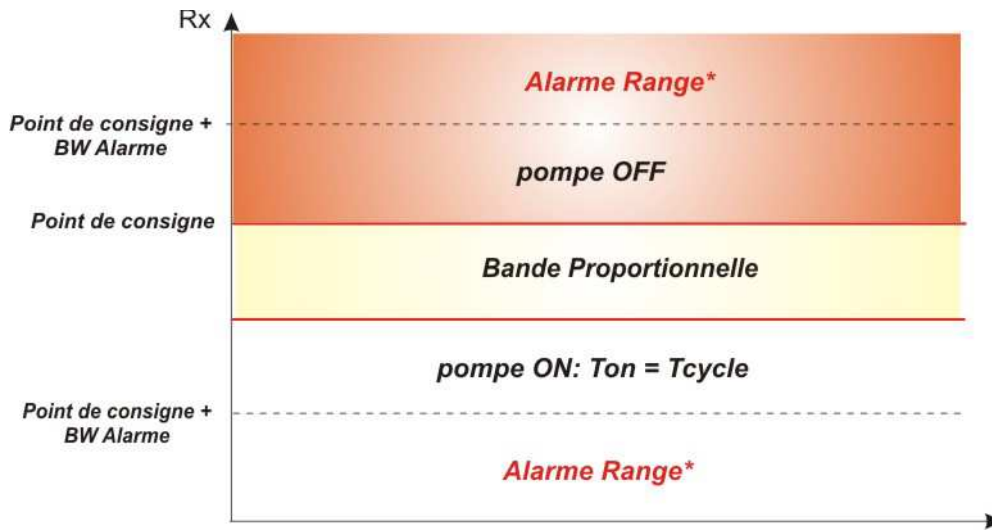 Rx
Alarme Range*
Point de consigne +
BW Alarme
pompe OFF
Point de consigne
Bande Proportionnelle
pompe ON: Ton = Tcycle
Point de consigne +
BW Alarme
Alarme Range*